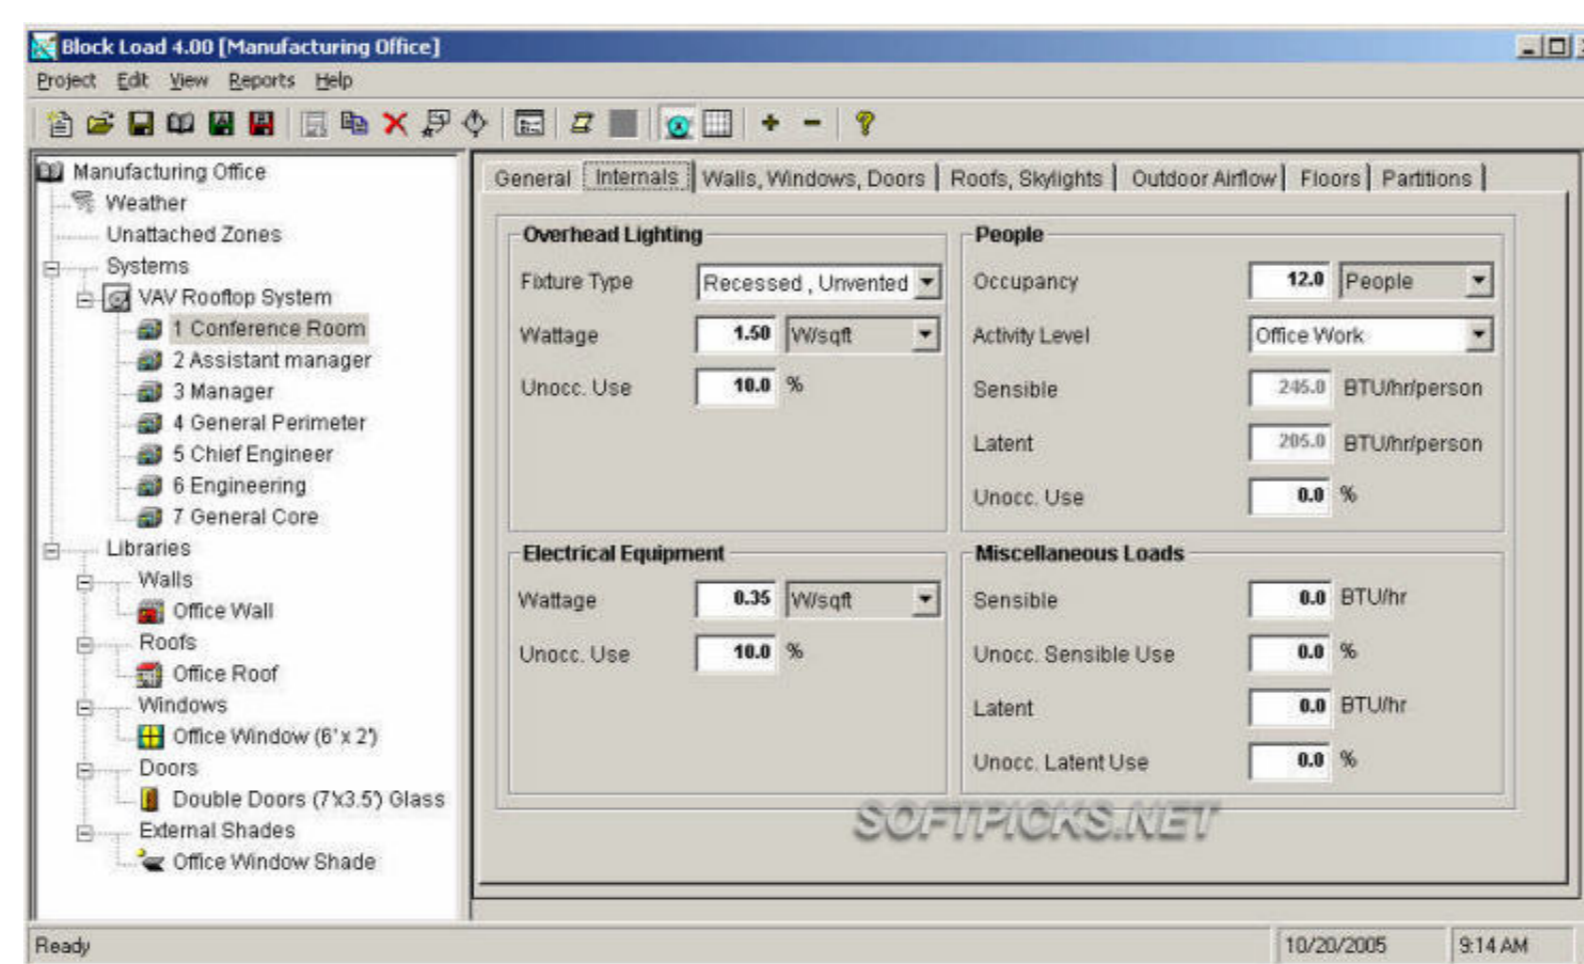 Block Load 4.00 [Manufacturing Office]
Project Edit View Reports Help
Manufacturing Office
Weather
Unattached Zones
Systems
VAV Rooftop System
1 Conference Room
2 Assistant manager
3 Manager
4 General Perimeter
5 Chief Engineer
6 Engineering
7 General Core
Libraries
Walls
Office Wall
Roofs
Office Roof
Windows
Office Window (6' x 2')
Doors
Double Doors (7'x3.5') Glass
External Shades
Office Window Shade
General Internals Walls, Windows, Doors Roofs, Skylights Outdoor Airflow Floors Partitions
Overhead Lighting
Fixture Type Recessed , Unvented
Wattage 1.50 W/sqft
Unocc. Use 10.0 %
People
Occupancy 12.0 People
Activity Level Office Work
Sensible 245.0 BTU/hr/person
Latent 205.0 BTU/hr/person
Unocc. Use 0.0 %
Electrical Equipment
Wattage 0.35 W/sqft
Unocc. Use 10.0 %
Miscellaneous Loads
Sensible 0.0 BTU/hr
Unocc. Sensible Use 0.0 %
Latent 0.0 BTU/hr
Unocc. Latent Use 0.0 %
SOFTPICKS.NET
Ready 10/20/2005 9:14 AM